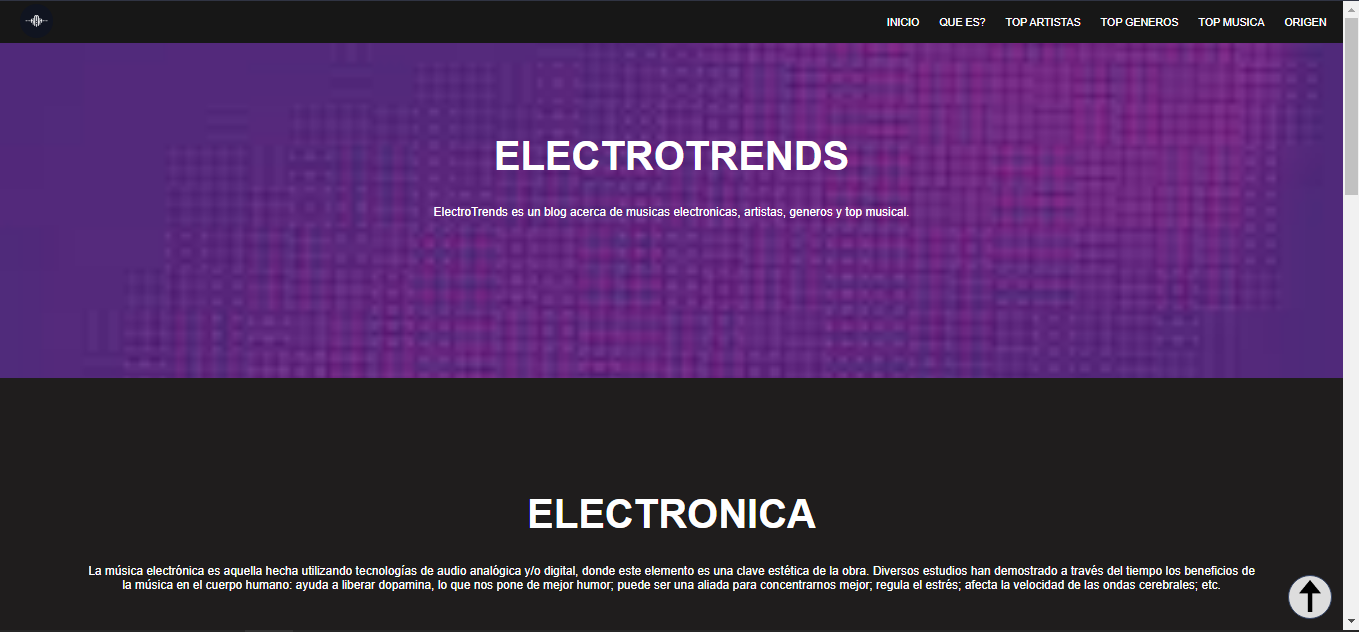 INICIO QUE ES? TOP ARTISTAS TOP GENEROS TOP MUSICA ORIGEN
ELECTROTRENDS
ElectroTrends es un blog acerca de musicas electronicas, artistas, generos y top musical.
ELECTRONICA
La música electrónica es aquella hecha utilizando tecnologías de audio analógica y/o digital, donde este elemento es una clave estética de la obra. Diversos estudios han demostrado a través del tiempo los beneficios de
la música en el cuerpo humano: ayuda a liberar dopamina, lo que nos pone de mejor humor; puede ser una aliada para concentrarnos mejor; regula el estrés; afecta la velocidad de las ondas cerebrales; etc.